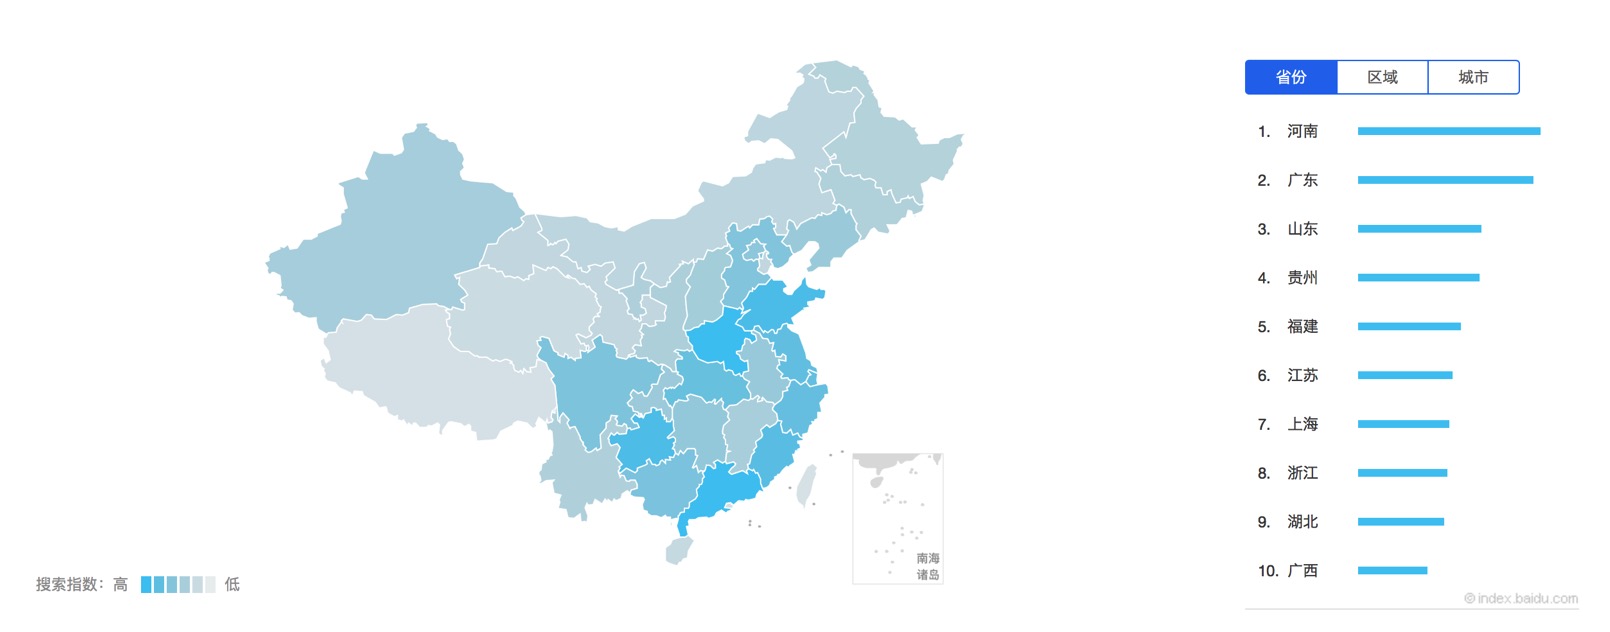 省份 区域 城市
1. 河南
2. 广东
3. 山东
4. 贵州
5. 福建
6. 江苏
7. 上海
8. 浙江
9. 湖北
10. 广西
南海
诸岛
搜索指数：高 低
©index.baidu.com